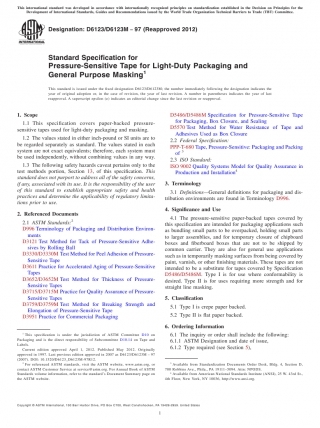 This international standard was developed in accordance with internationally recognized principles on standardization established in the Decision on Principles for the
Development of International Standards, Guides and Recommendations issued by the World Trade Organization Technical Barriers to Trade (TBT) Committee.
Designation: D6123/D6123M − 97 (Reapproved 2012)
Standard Specification for
Pressure-Sensitive Tape for Light-Duty Packaging and
General Purpose Masking1
This standard is issued under the fixed designation D6123/D6123M; the number immediately following the designation indicates the
year of original adoption or, in the case of revision, the year of last revision. A number in parentheses indicates the year of last
reapproval. A superscript epsilon (ε) indicates an editorial change since the last revision or reapproval.
1. Scope
1.1 This specification covers paper-backed pressure-
sensitive tapes used for light-duty packaging and masking.
1.2 The values stated in either inch-pound or SI units are to
be regarded separately as standard. The values stated in each
system are not exact equivalents; therefore, each system must
be used independently, without combining values in any way.
1.3 The following safety hazards caveat pertains only to the
test methods portion, Section 13, of this specification. This
standard does not purport to address all of the safety concerns,
if any, associated with its use. It is the responsibility of the user
of this standard to establish appropriate safety and health
practices and determine the applicability of regulatory limita-
tions prior to use.
2. Referenced Documents
2.1 ASTM Standards:2
D996 Terminology of Packaging and Distribution Environ-
ments
D3121 Test Method for Tack of Pressure-Sensitive Adhe-
sives by Rolling Ball
D3330/D3330M Test Method for Peel Adhesion of Pressure-
Sensitive Tape
D3611 Practice for Accelerated Aging of Pressure-Sensitive
Tapes
D3652/D3652M Test Method for Thickness of Pressure-
Sensitive Tapes
D3715/D3715M Practice for Quality Assurance of Pressure-
Sensitive Tapes
D3759/D3759M Test Method for Breaking Strength and
Elongation of Pressure-Sensitive Tape
D3951 Practice for Commercial Packaging
1 This specification is under the jurisdiction of ASTM Committee D10 on
Packaging and is the direct responsibility of Subcommittee on Tape and
Labels.
Current edition approved April 1, 2012. Published May 2012. Originally
approved in 1997. Last previous edition approved in 2007 as D6123/D6123M – 97
(2007). DOI: 10.1520/D6123_D6123M-97R12.
2 For referenced ASTM standards, visit the ASTM website, www.astm.org, or
contact ASTM Customer Service at service@astm.org. For Annual Book of ASTM
Standards volume information, refer to the standard's Document Summary page on
the ASTM website.
D5486/D5486M Specification for Pressure-Sensitive Tape
for Packaging, Box Closure, and Sealing
D5570 Test Method for Water Resistance of Tape and
Adhesives Used as Box Closure
2.2 Federal Specification:
PPP-T-680 Tape, Pressure-Sensitive Packaging and Packing
of3
2.3 ISO Standard:
ISO 9002 Quality Systems Model for Quality Assurance in
Production and Installation4
3. Terminology
3.1 Definitions—General definitions for packaging and dis-
tribution environments are found in Terminology D996.
4. Significance and Use
4.1 The pressure-sensitive paper-backed tapes covered by
this specification are intended for packaging applications such
as bundling small parts to be overpacked, holding small parts
to larger assemblies, and for temporary closure of clipboard
boxes and fiberboard boxes that are not to be shipped by
common carrier. They are also for general use applications
such as in temporarily masking surfaces from being covered by
paint, varnish, or other finishing materials. These tapes are not
intended to be a substitute for tapes covered by Specification
D5486/D5486M. Type I is for use where conformability is
desired. Type II is for uses requiring more strength and for
straight line masking.
5. Classification
5.1 Type I is crepe paper backed.
5.2 Type II is flat paper backed.
6. Ordering Information
6.1 The inquiry or order shall include the following:
6.1.1 ASTM Designation and date of issue,
6.1.2 Type required (see Section 5),
3 Available from Standardization Documents Order Desk, Bldg. 4, Section D,
700 Robbins Ave., Phila., PA 19111-5094, Attn: NPODS.
4 Available from American National Standards Institute (ANSI), 25 W. 43rd St.,
4th Floor, New York, NY 10036, http://www.ansi.org.
Copyright © ASTM International, 100 Barr Harbor Drive, PO Box C700, West Conshohocken, PA 19428-2959. United States
1